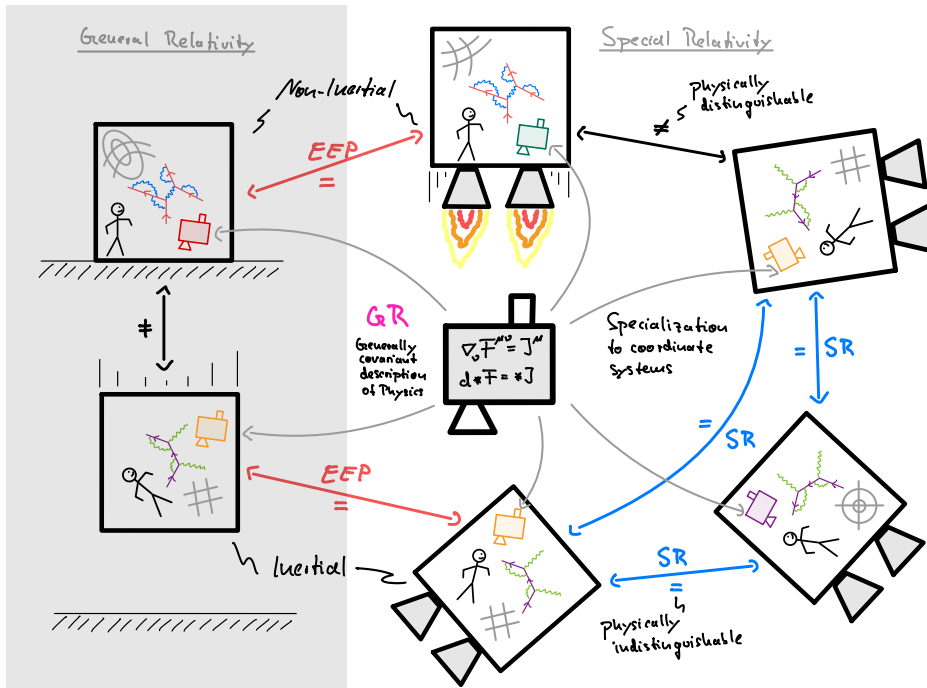 General Relativity
Special Relativity
Non-Inertial
physically
distinguishable
≠
EEP
=
≠
GR
Generally
covariant
description
of Physics
∇ᵥ F^μν = J^μ
d*F = *J
Specialization
to coordinate
systems
= SR
=
SR
EEP
=
Inertial
SR
=
physically
indistinguishable